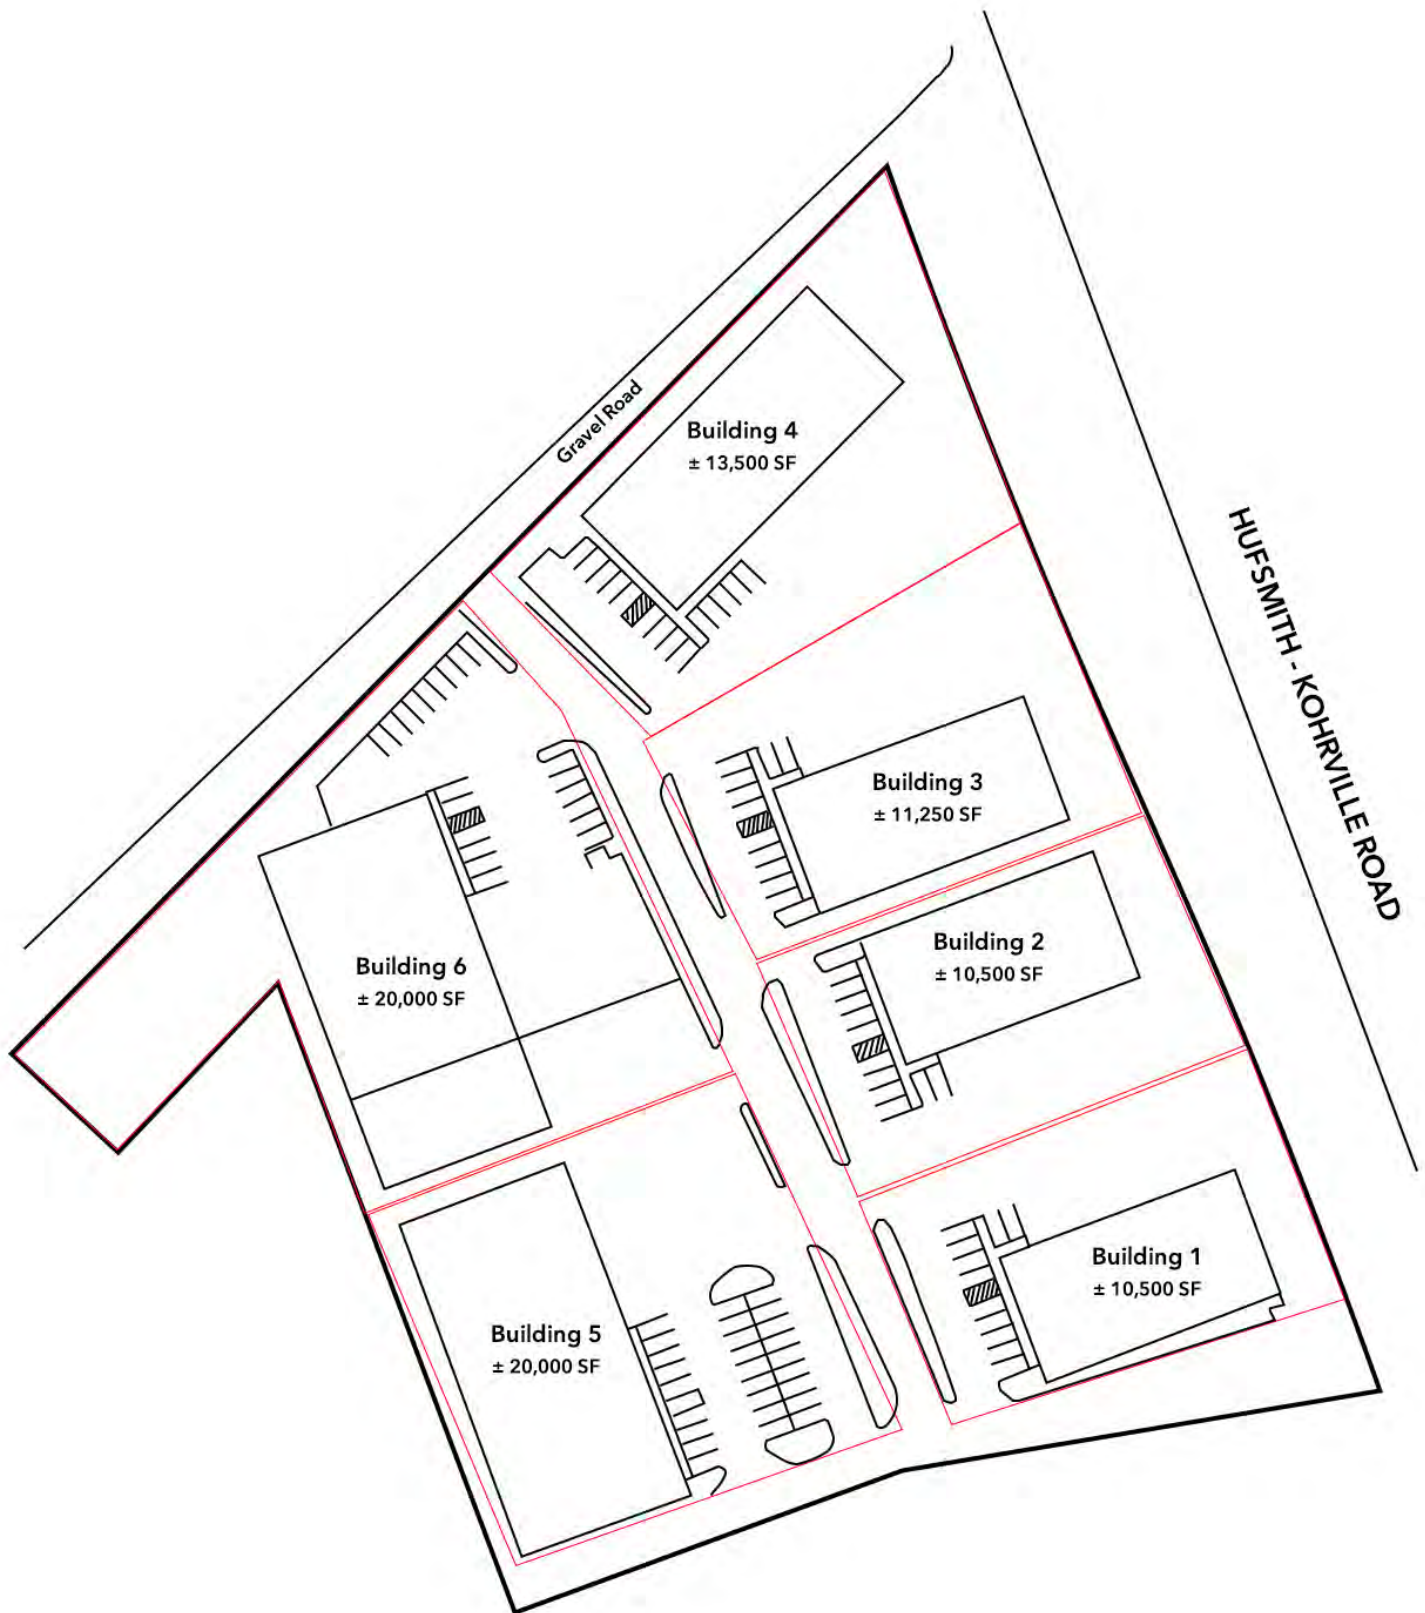 Gravel Road
Building 4
± 13,500 SF
HUFSMITH - KOHRVILLE ROAD
Building 3
± 11,250 SF
Building 2
± 10,500 SF
Building 6
± 20,000 SF
Building 1
± 10,500 SF
Building 5
± 20,000 SF